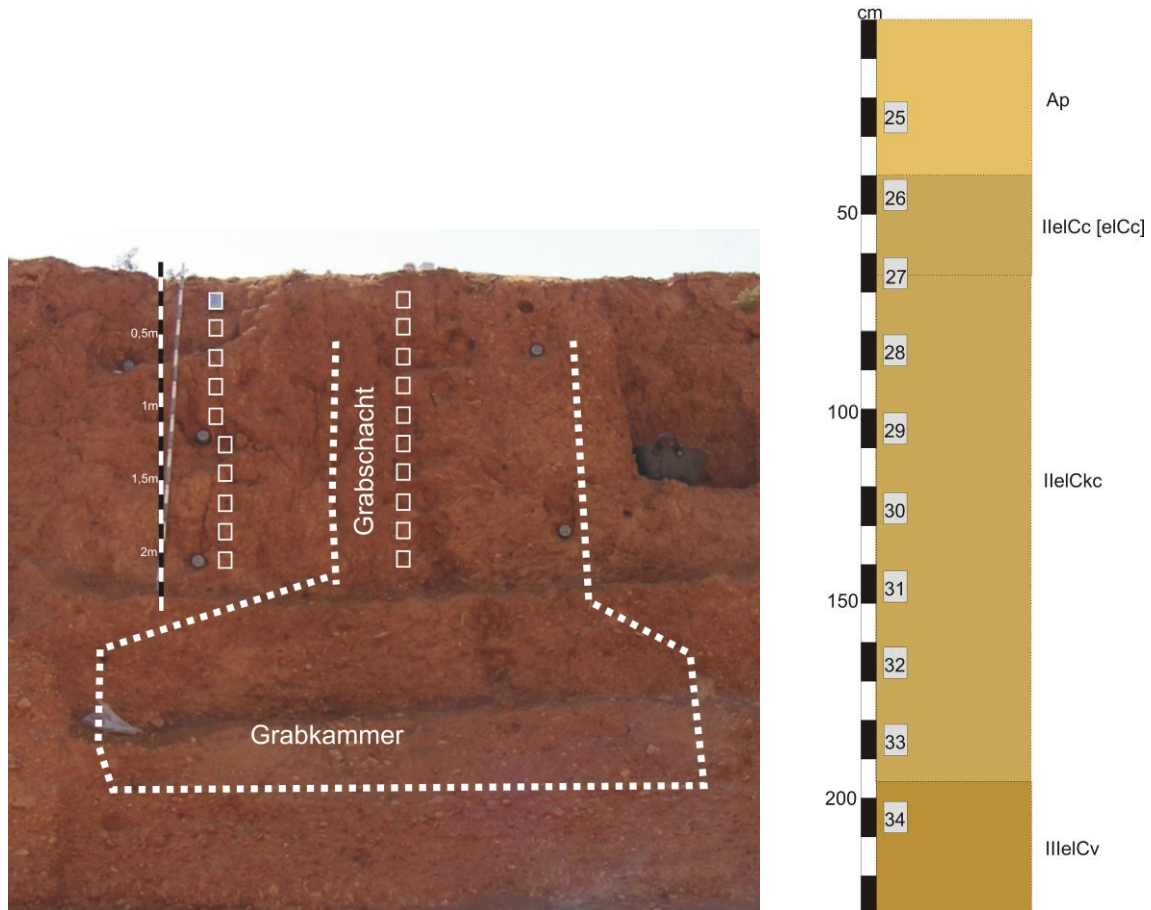 0,5m
1m
1,5m
2m
Grabschacht
Grabkammer
cm
50
100
150
200
25
26
27
28
29
30
31
32
33
34
Ap
IIelCc [elCc]
IIelCkc
IIIelCv